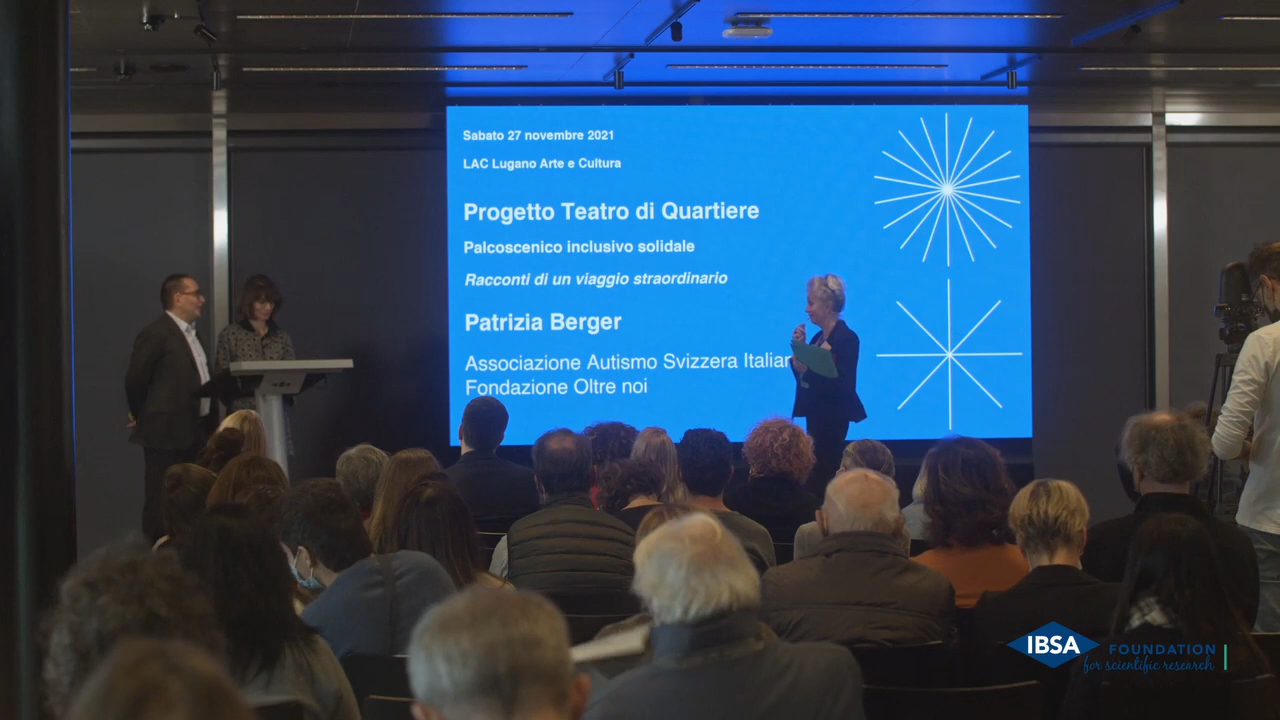 Sabato 27 novembre 2021
LAC Lugano Arte e Cultura
Progetto Teatro di Quartiere
Palcoscenico inclusivo solidale
Racconti di un viaggio straordinario
Patrizia Berger
Associazione Autismo Svizzera Italian
Fondazione Oltre noi
IBSA FOUNDATION
for scientific research